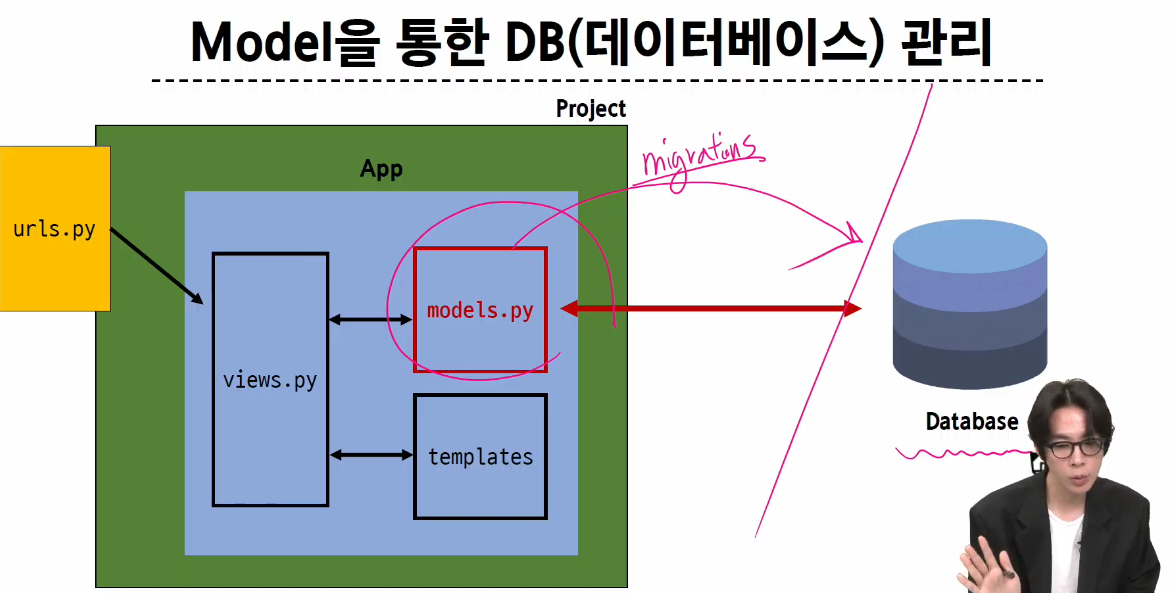 Model을 통한 DB(데이터베이스) 관리
Project
migrations
App
urls.py
models.py
views.py
Database
templates